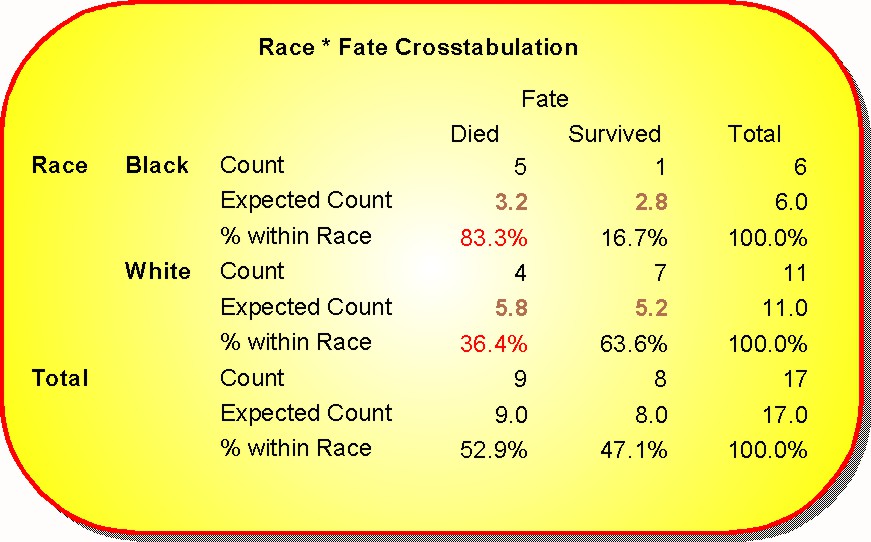 Race * Fate Crosstabulation
Fate
Died Survived Total
Race Black Count 5 1 6
Expected Count 3.2 2.8 6.0
% within Race 83.3% 16.7% 100.0%
White Count 4 7 11
Expected Count 5.8 5.2 11.0
% within Race 36.4% 63.6% 100.0%
Total Count 9 8 17
Expected Count 9.0 8.0 17.0
% within Race 52.9% 47.1% 100.0%